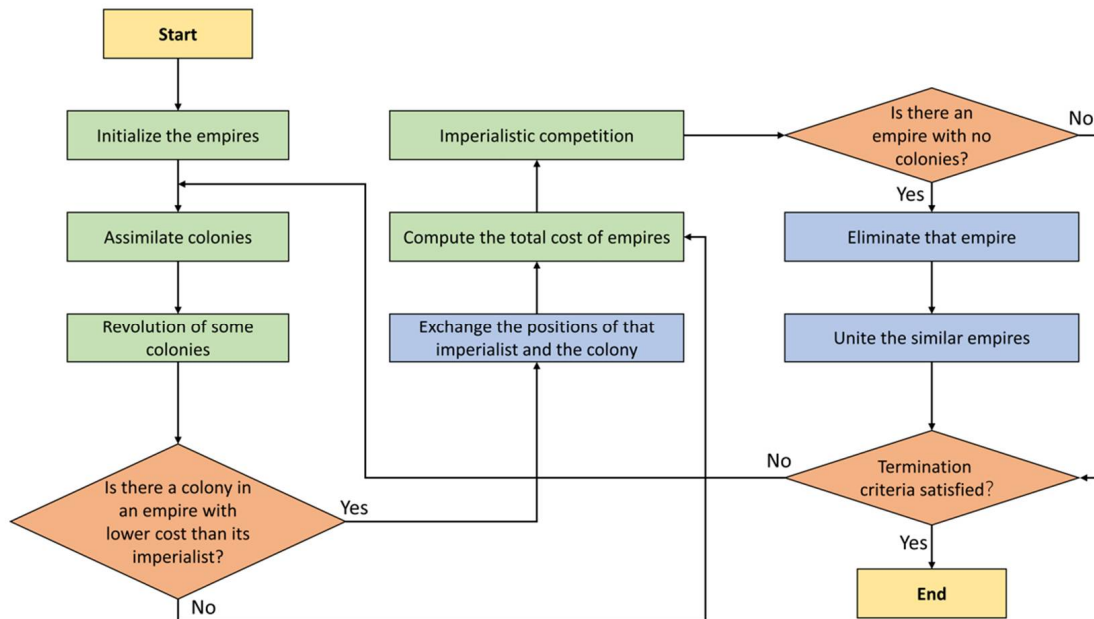 Start
Initialize the empires
Assimilate colonies
Revolution of some
colonies
Is there a colony in
an empire with
lower cost than its
imperialist?
Yes
No
Exchange the positions of that
imperialist and the colony
Compute the total cost of empires
Imperialistic competition
Is there an
empire with no
colonies?
No
Yes
Eliminate that empire
Unite the similar empires
Termination
criteria satisfied?
No
Yes
End